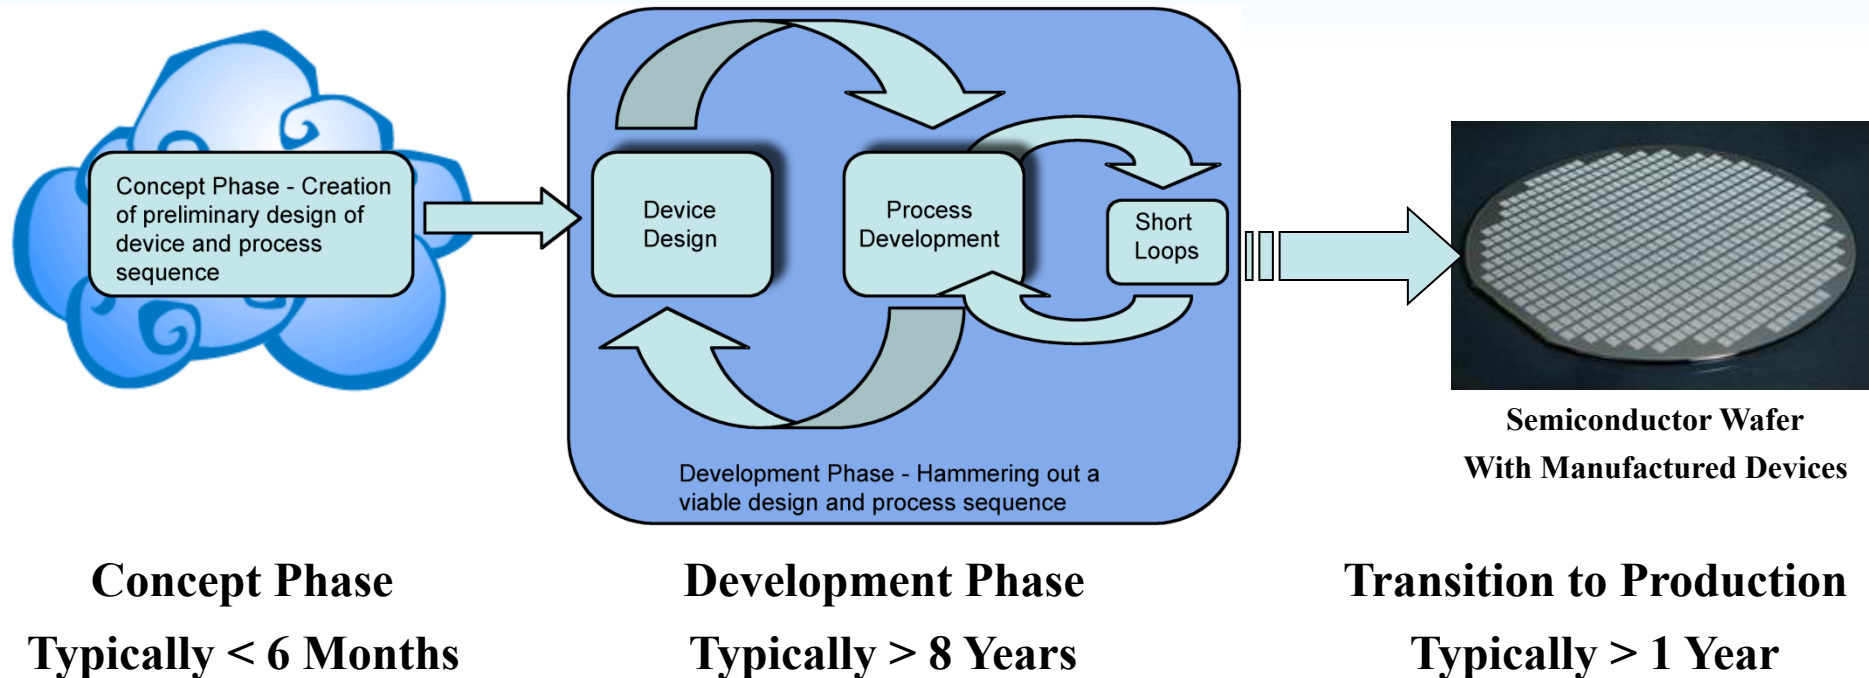 Concept Phase - Creation
of preliminary design of
device and process
sequence
Device
Design
Process
Development
Short
Loops
Development Phase - Hammering out a
viable design and process sequence
Semiconductor Wafer
With Manufactured Devices
Concept Phase
Typically < 6 Months
Development Phase
Typically > 8 Years
Transition to Production
Typically > 1 Year